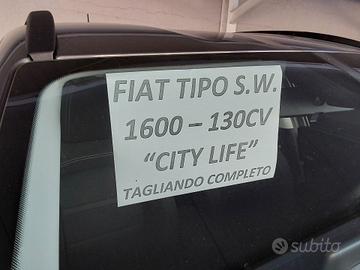 FIAT TIPO S.W.
1600 – 130CV
“CITY LIFE”
TAGLIANDO COMPLETO
subito